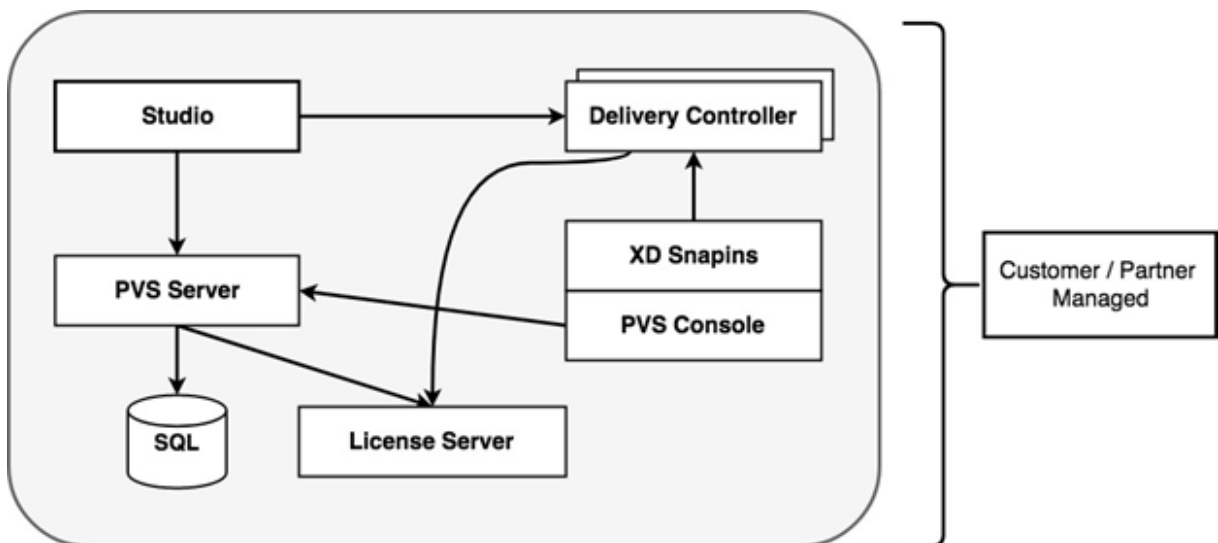 Studio
Delivery Controller
XD Snapins
PVS Server
PVS Console
SQL
License Server
Customer / Partner
Managed